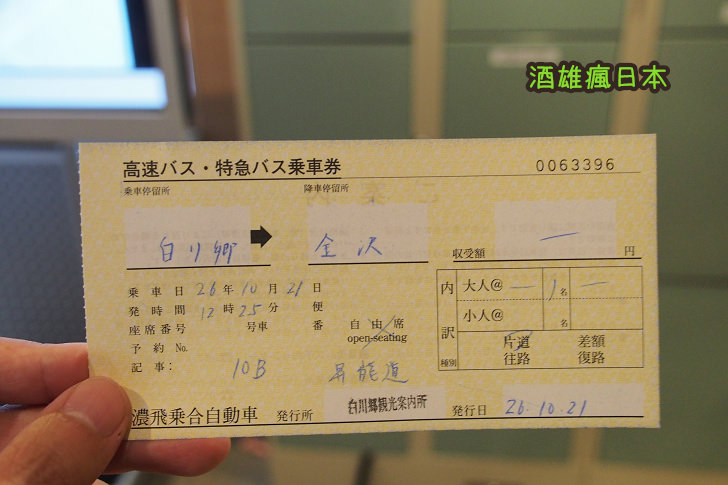 酒雄瘋日本
高速バス・特急バス乗車券 0063396
乗車停留所 降車停留所
白川郷 → 金沢 収受額 — 円
乗車日 26年10月21日
発時間 12時25分 便
座席番号 号車 番 自由席
open-seating
予約No.
記事: 10B 昇龍道
内訳 大人@ — 1名 —
小人@ 名
種別 片道 差額
往路 復路
濃飛乗合自動車 発行所 白川郷観光案内所 発行日 26.10.21